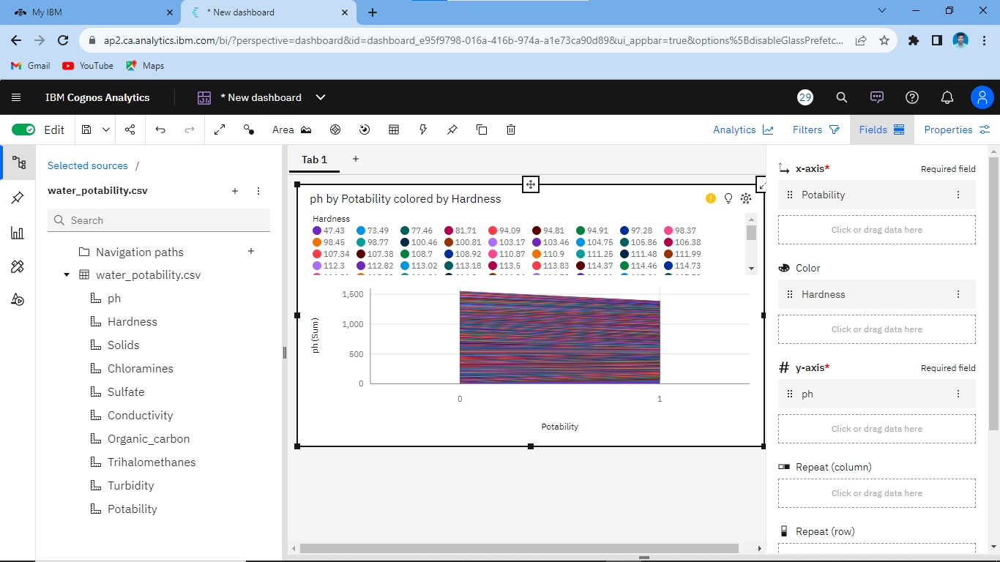 My IBM
* New dashboard
ap2.ca.analytics.ibm.com/bi/?perspective=dashboard&id=dashboard_e95f9798-016a-416b-974a-a1e73ca90d89&ui_appbar=true&options%5BdisableGlassPrefetc...
Gmail YouTube Maps
IBM Cognos Analytics
* New dashboard
29
Edit
Area
Analytics
Filters
Fields
Properties
Selected sources /
water_potability.csv
Search
Navigation paths
water_potability.csv
ph
Hardness
Solids
Chloramines
Sulfate
Conductivity
Organic_carbon
Trihalomethanes
Turbidity
Potability
Tab 1
ph by Potability colored by Hardness
Hardness
47.43 73.49 77.46 81.71 94.09 94.81 94.91 97.28 98.37
98.45 98.77 100.46 100.81 103.17 103.46 104.75 105.86 106.38
107.34 107.38 108.7 108.92 110.87 110.9 111.25 111.48 111.99
112.3 112.82 113.02 113.18 113.5 113.83 114.37 114.46 114.73
1,500
1,000
500
0
ph (Sum)
0 1
Potability
x-axis* Required field
Potability
Click or drag data here
Color
Hardness
Click or drag data here
y-axis* Required field
ph
Click or drag data here
Repeat (column)
Click or drag data here
Repeat (row)